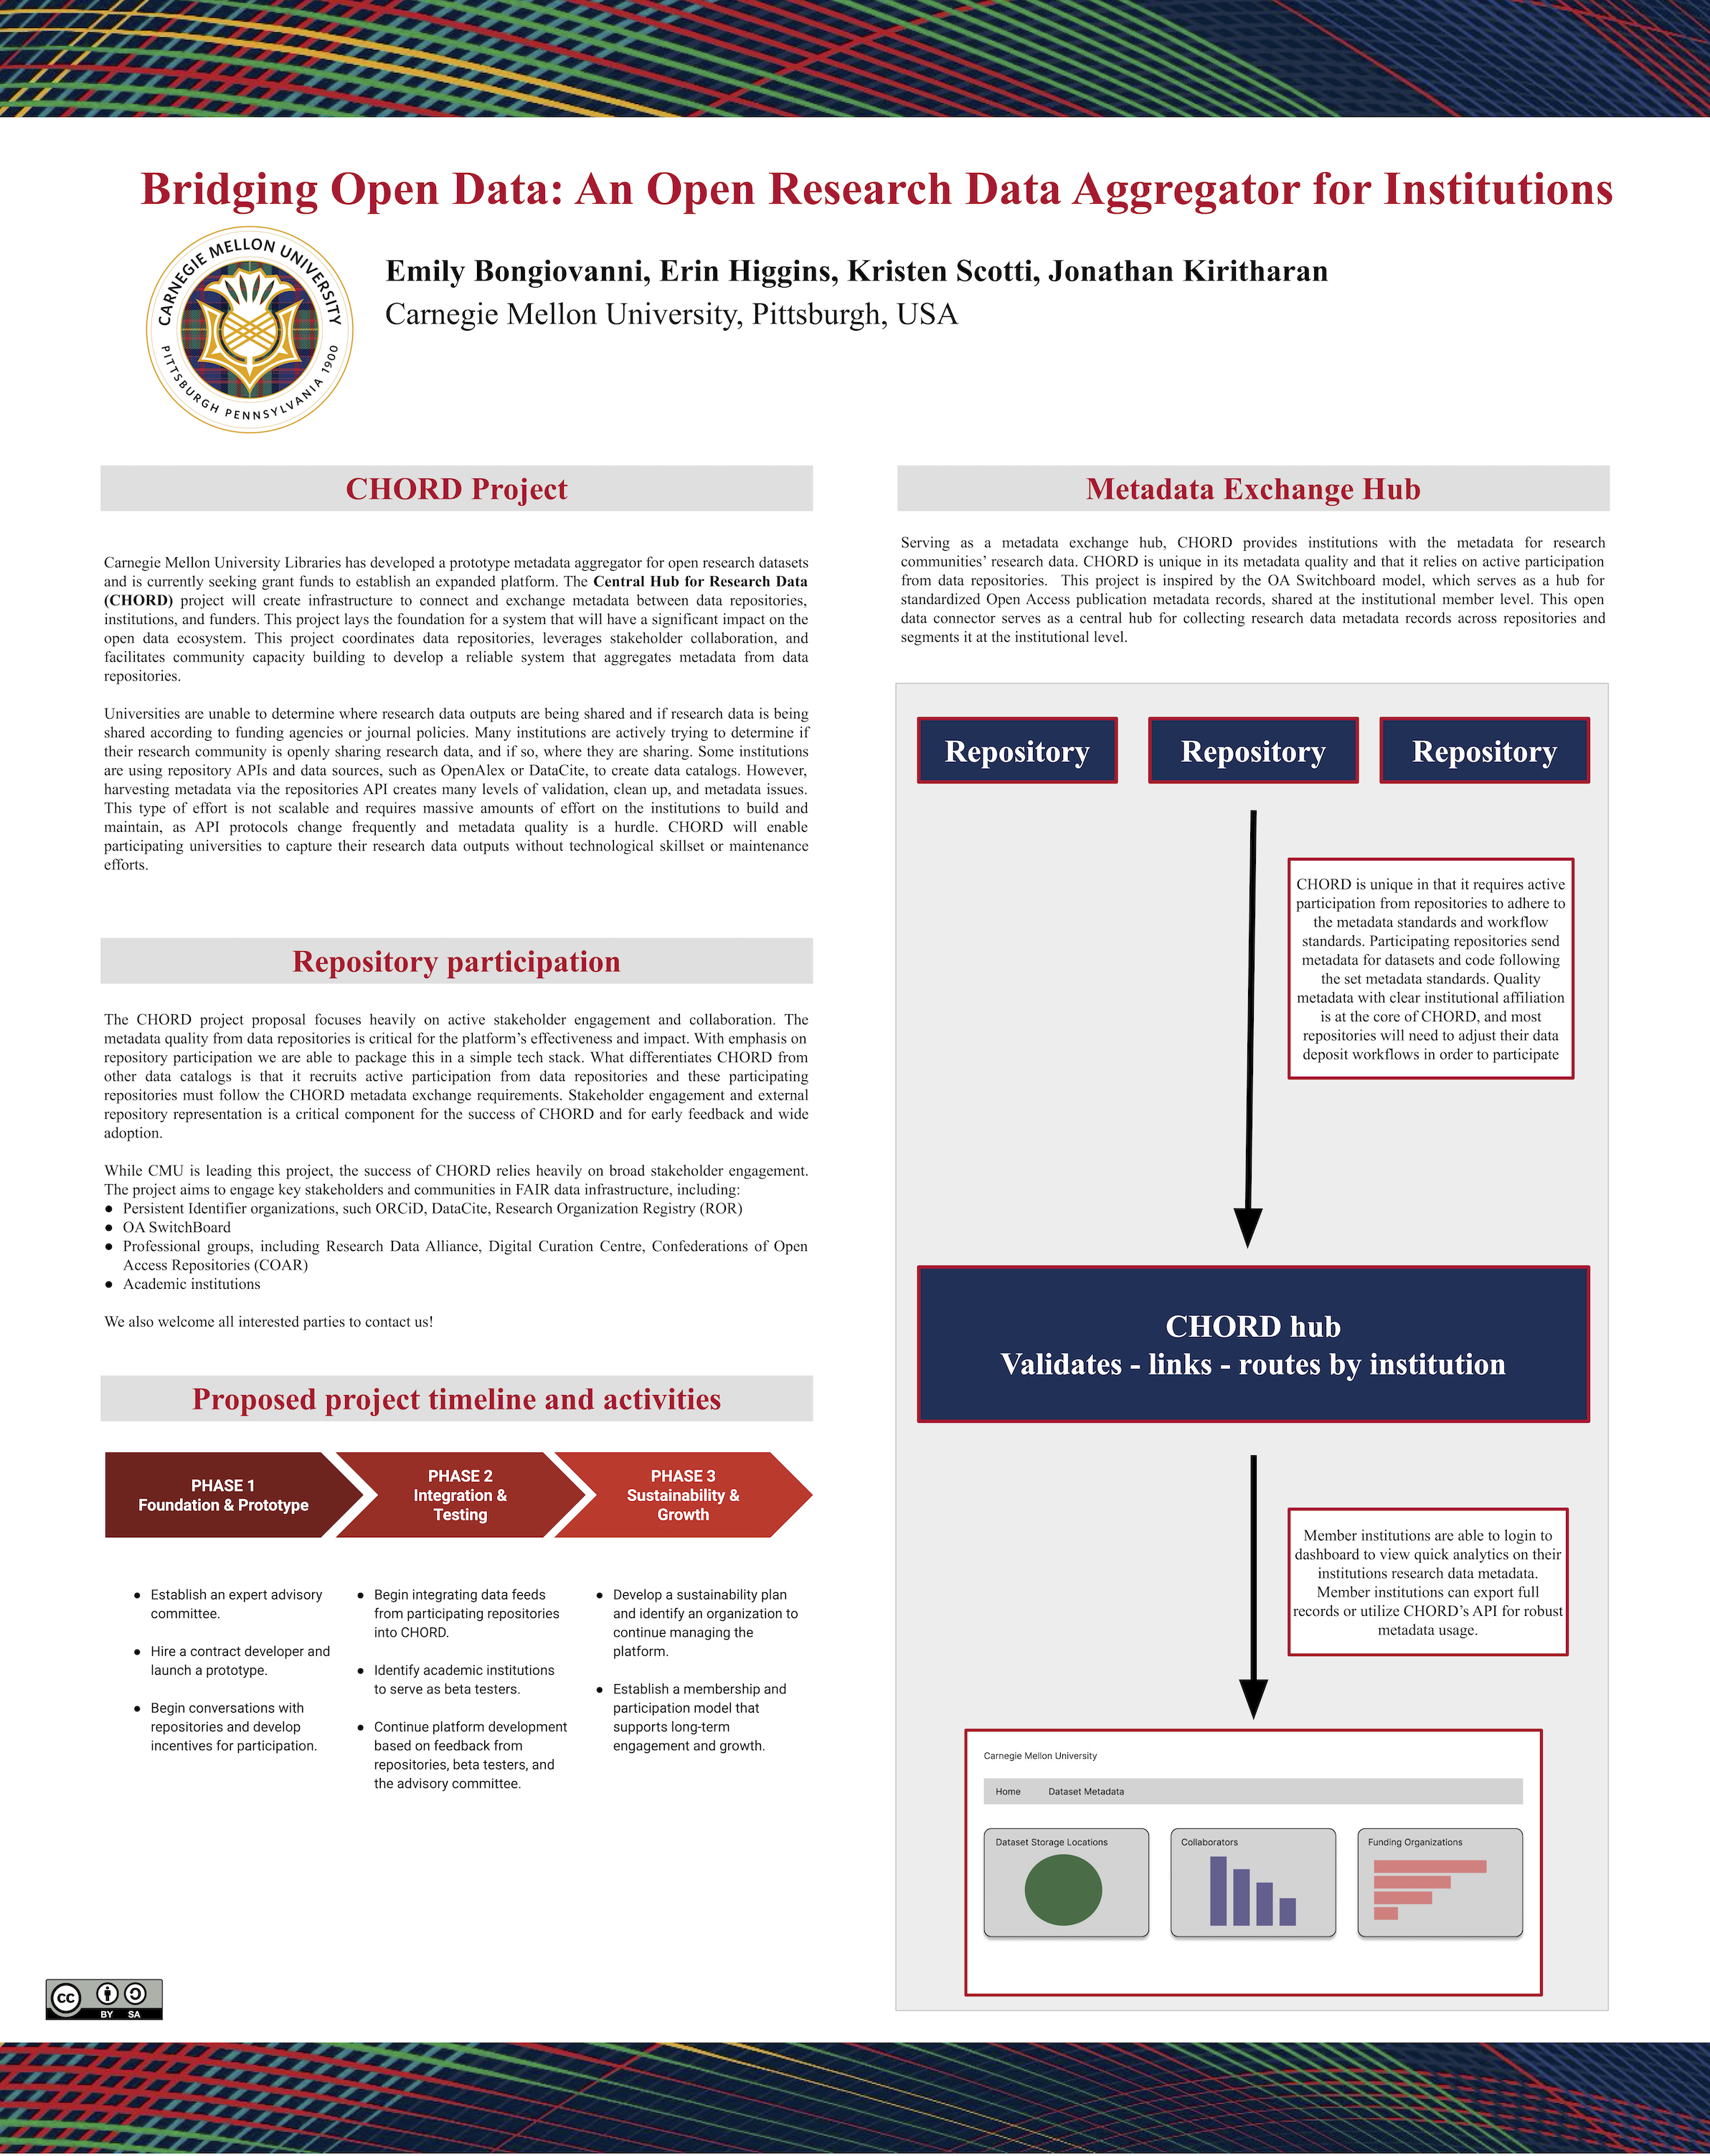 Bridging Open Data: An Open Research Data Aggregator for Institutions
CARNEGIE MELLON UNIVERSITY
PITTSBURGH PENNSYLVANIA 1900
Emily Bongiovanni, Erin Higgins, Kristen Scotti, Jonathan Kiritharan
Carnegie Mellon University, Pittsburgh, USA
CHORD Project
Carnegie Mellon University Libraries has developed a prototype metadata aggregator for open research datasets
and is currently seeking grant funds to establish an expanded platform. The Central Hub for Research Data
(CHORD) project will create infrastructure to connect and exchange metadata between data repositories,
institutions, and funders. This project lays the foundation for a system that will have a significant impact on the
open data ecosystem. This project coordinates data repositories, leverages stakeholder collaboration, and
facilitates community capacity building to develop a reliable system that aggregates metadata from data
repositories.
Universities are unable to determine where research data outputs are being shared and if research data is being
shared according to funding agencies or journal policies. Many institutions are actively trying to determine if
their research community is openly sharing research data, and if so, where they are sharing. Some institutions
are using repository APIs and data sources, such as OpenAlex or DataCite, to create data catalogs. However,
harvesting metadata via the repositories API creates many levels of validation, clean up, and metadata issues.
This type of effort is not scalable and requires massive amounts of effort on the institutions to build and
maintain, as API protocols change frequently and metadata quality is a hurdle. CHORD will enable
participating universities to capture their research data outputs without technological skillset or maintenance
efforts.
Repository participation
The CHORD project proposal focuses heavily on active stakeholder engagement and collaboration. The
metadata quality from data repositories is critical for the platform's effectiveness and impact. With emphasis on
repository participation we are able to package this in a simple tech stack. What differentiates CHORD from
other data catalogs is that it recruits active participation from data repositories and these participating
repositories must follow the CHORD metadata exchange requirements. Stakeholder engagement and external
repository representation is a critical component for the success of CHORD and for early feedback and wide
adoption.
While CMU is leading this project, the success of CHORD relies heavily on broad stakeholder engagement.
The project aims to engage key stakeholders and communities in FAIR data infrastructure, including:
● Persistent Identifier organizations, such ORCiD, DataCite, Research Organization Registry (ROR)
● OA SwitchBoard
● Professional groups, including Research Data Alliance, Digital Curation Centre, Confederations of Open
Access Repositories (COAR)
● Academic institutions
We also welcome all interested parties to contact us!
Proposed project timeline and activities
PHASE 1
Foundation & Prototype
PHASE 2
Integration &
Testing
PHASE 3
Sustainability &
Growth
● Establish an expert advisory
committee.
● Hire a contract developer and
launch a prototype.
● Begin conversations with
repositories and develop
incentives for participation.
● Begin integrating data feeds
from participating repositories
into CHORD.
● Identify academic institutions
to serve as beta testers.
● Continue platform development
based on feedback from
repositories, beta testers, and
the advisory committee.
● Develop a sustainability plan
and identify an organization to
continue managing the
platform.
● Establish a membership and
participation model that
supports long-term
engagement and growth.
cc
BY SA
Metadata Exchange Hub
Serving as a metadata exchange hub, CHORD provides institutions with the metadata for research
communities' research data. CHORD is unique in its metadata quality and that it relies on active participation
from data repositories. This project is inspired by the OA Switchboard model, which serves as a hub for
standardized Open Access publication metadata records, shared at the institutional member level. This open
data connector serves as a central hub for collecting research data metadata records across repositories and
segments it at the institutional level.
Repository Repository Repository
CHORD is unique in that it requires active
participation from repositories to adhere to
the metadata standards and workflow
standards. Participating repositories send
metadata for datasets and code following
the set metadata standards. Quality
metadata with clear institutional affiliation
is at the core of CHORD, and most
repositories will need to adjust their data
deposit workflows in order to participate
CHORD hub
Validates - links - routes by institution
Member institutions are able to login to
dashboard to view quick analytics on their
institutions research data metadata.
Member institutions can export full
records or utilize CHORD's API for robust
metadata usage.
Carnegie Mellon University
Home Dataset Metadata
Dataset Storage Locations
Collaborators
Funding Organizations